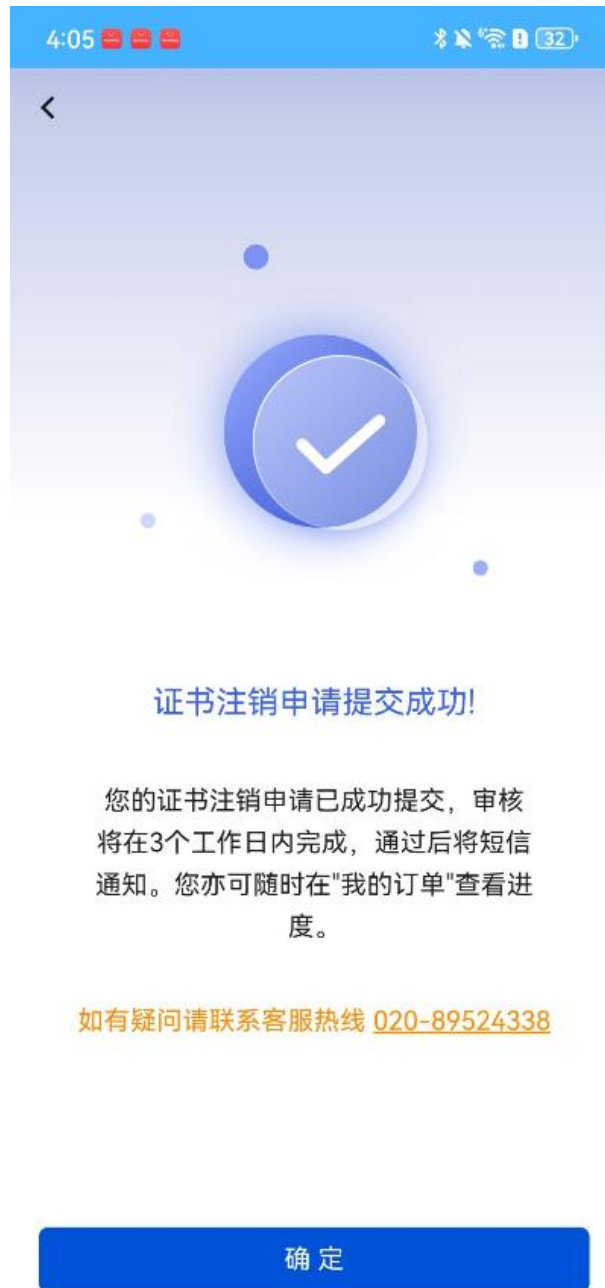 4:05
32
证书注销申请提交成功!
您的证书注销申请已成功提交，审核
将在3个工作日内完成，通过后将短信
通知。您亦可随时在"我的订单"查看进
度。
如有疑问请联系客服热线 020-89524338
确 定